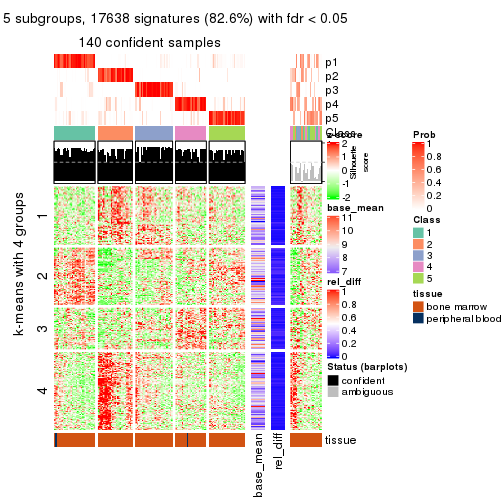 5 subgroups, 17638 signatures (82.6%) with fdr < 0.05
140 confident samples
p1
p2
p3
p4
p5
Class
Silhouette
score
1
2
3
4
k-means with 4 groups
base_mean
rel_diff
tissue
z-score
2
1
0
-1
-2
base_mean
11
10
9
8
7
rel_diff
1
0.8
0.6
0.4
0.2
0
Status (barplots)
confident
ambiguous
Prob
1
0.8
0.6
0.4
0.2
0
Class
1
2
3
4
5
tissue
bone marrow
peripheral blood